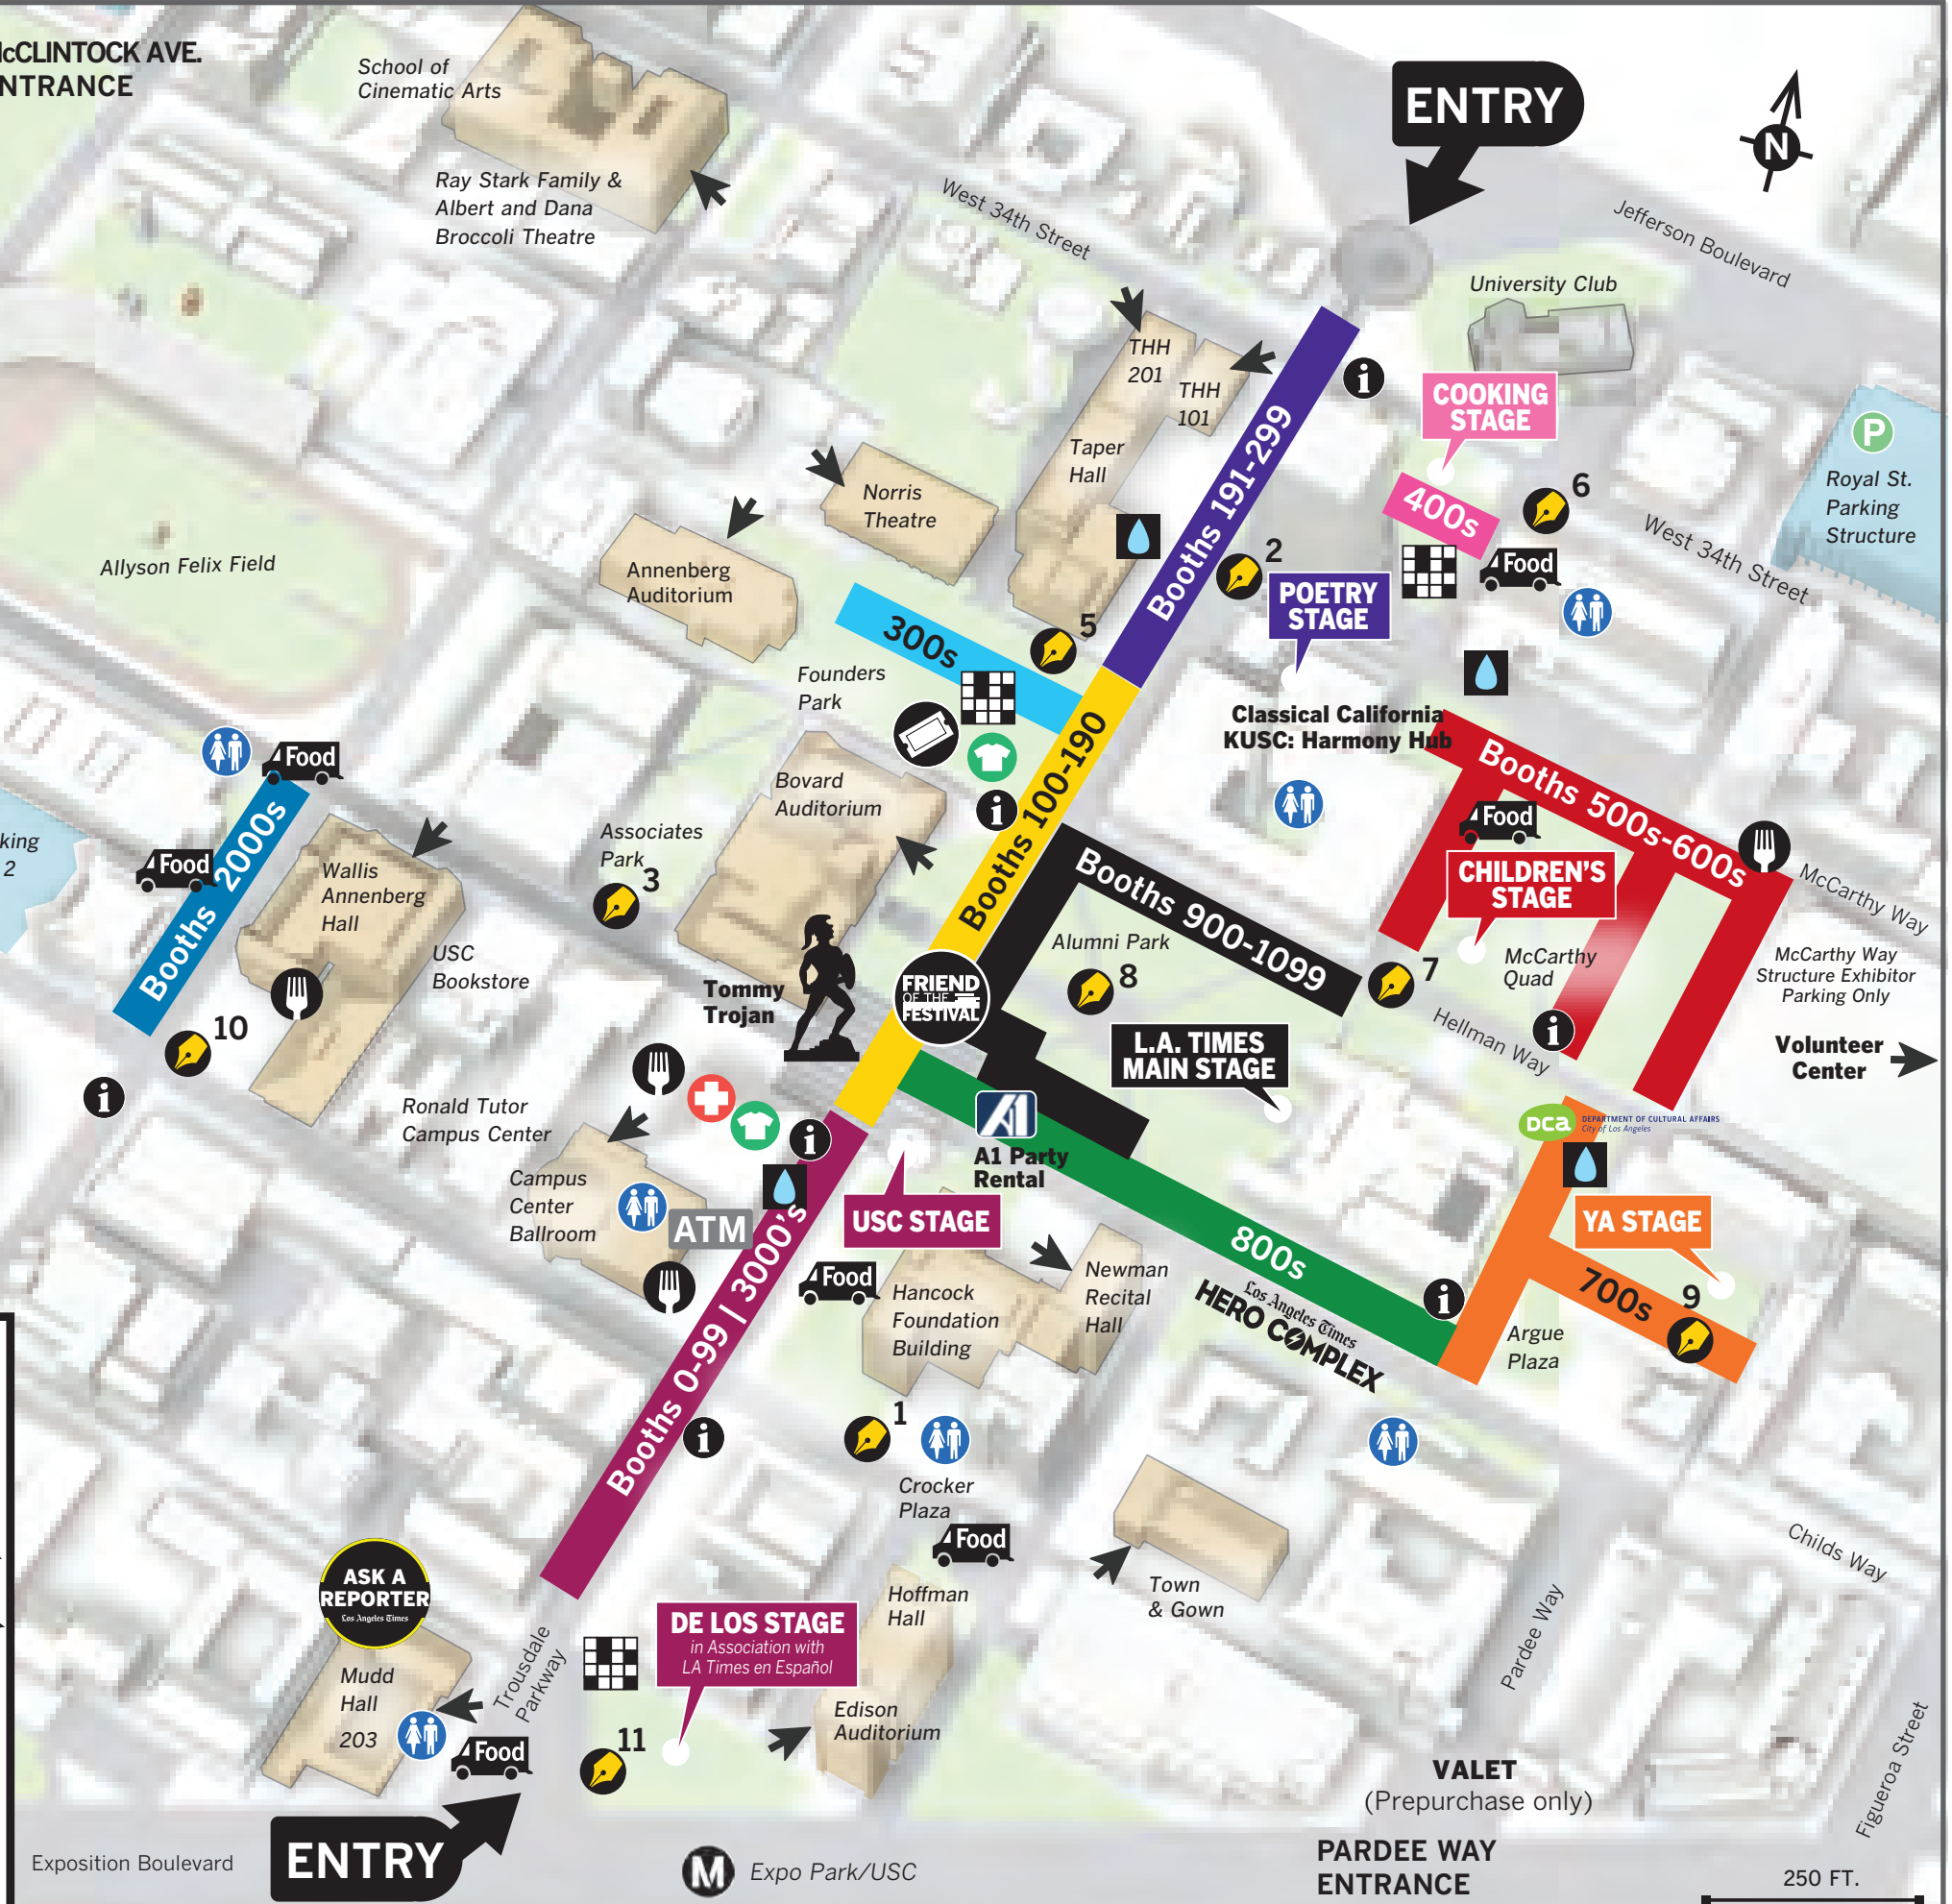 McCLINTOCK AVE.
NTRANCE
School of
Cinematic Arts
Ray Stark Family &
Albert and Dana
Broccoli Theatre
West 34th Street
ENTRY
N
Jefferson Boulevard
University Club
THH
201
THH
101
Taper
Hall
COOKING
STAGE
400s
6
P
Royal St.
Parking
Structure
West 34th Street
Norris
Theatre
Annenberg
Auditorium
Allyson Felix Field
Booths 191-299
2
POETRY
STAGE
Food
300s
5
Founders
Park
Classical California
KUSC: Harmony Hub
Booths 100-190
Bovard
Auditorium
Associates
Park
3
Food
Food
Booths 2000s
king
2
Wallis
Annenberg
Hall
USC
Bookstore
10
Booths 500s-600s
Food
CHILDREN'S
STAGE
McCarthy Way
McCarthy
Quad
McCarthy Way
Structure Exhibitor
Parking Only
Volunteer
Center
Booths 900-1099
Alumni Park
8
7
Hellman Way
Tommy
Trojan
FRIEND
OF THE
FESTIVAL
L.A. TIMES
MAIN STAGE
Ronald Tutor
Campus Center
Campus
Center
Ballroom
ATM
A1
A1 Party
Rental
USC STAGE
DCA
DEPARTMENT OF CULTURAL AFFAIRS
City of Los Angeles
YA STAGE
700s
9
Argue
Plaza
800s
Los Angeles Times
HERO COMPLEX
Food
Hancock
Foundation
Building
Newman
Recital
Hall
Booths 0-99 | 3000's
1
Crocker
Plaza
Food
Hoffman
Hall
Town
& Gown
Childs Way
Pardee Way
Figueroa Street
ASK A
REPORTER
Los Angeles Times
Mudd
Hall
203
Trousdale
Parkway
Food
DE LOS STAGE
in Association with
LA Times en Español
11
Edison
Auditorium
VALET
(Prepurchase only)
PARDEE WAY
ENTRANCE
Exposition Boulevard
ENTRY
M
Expo Park/USC
250 FT.